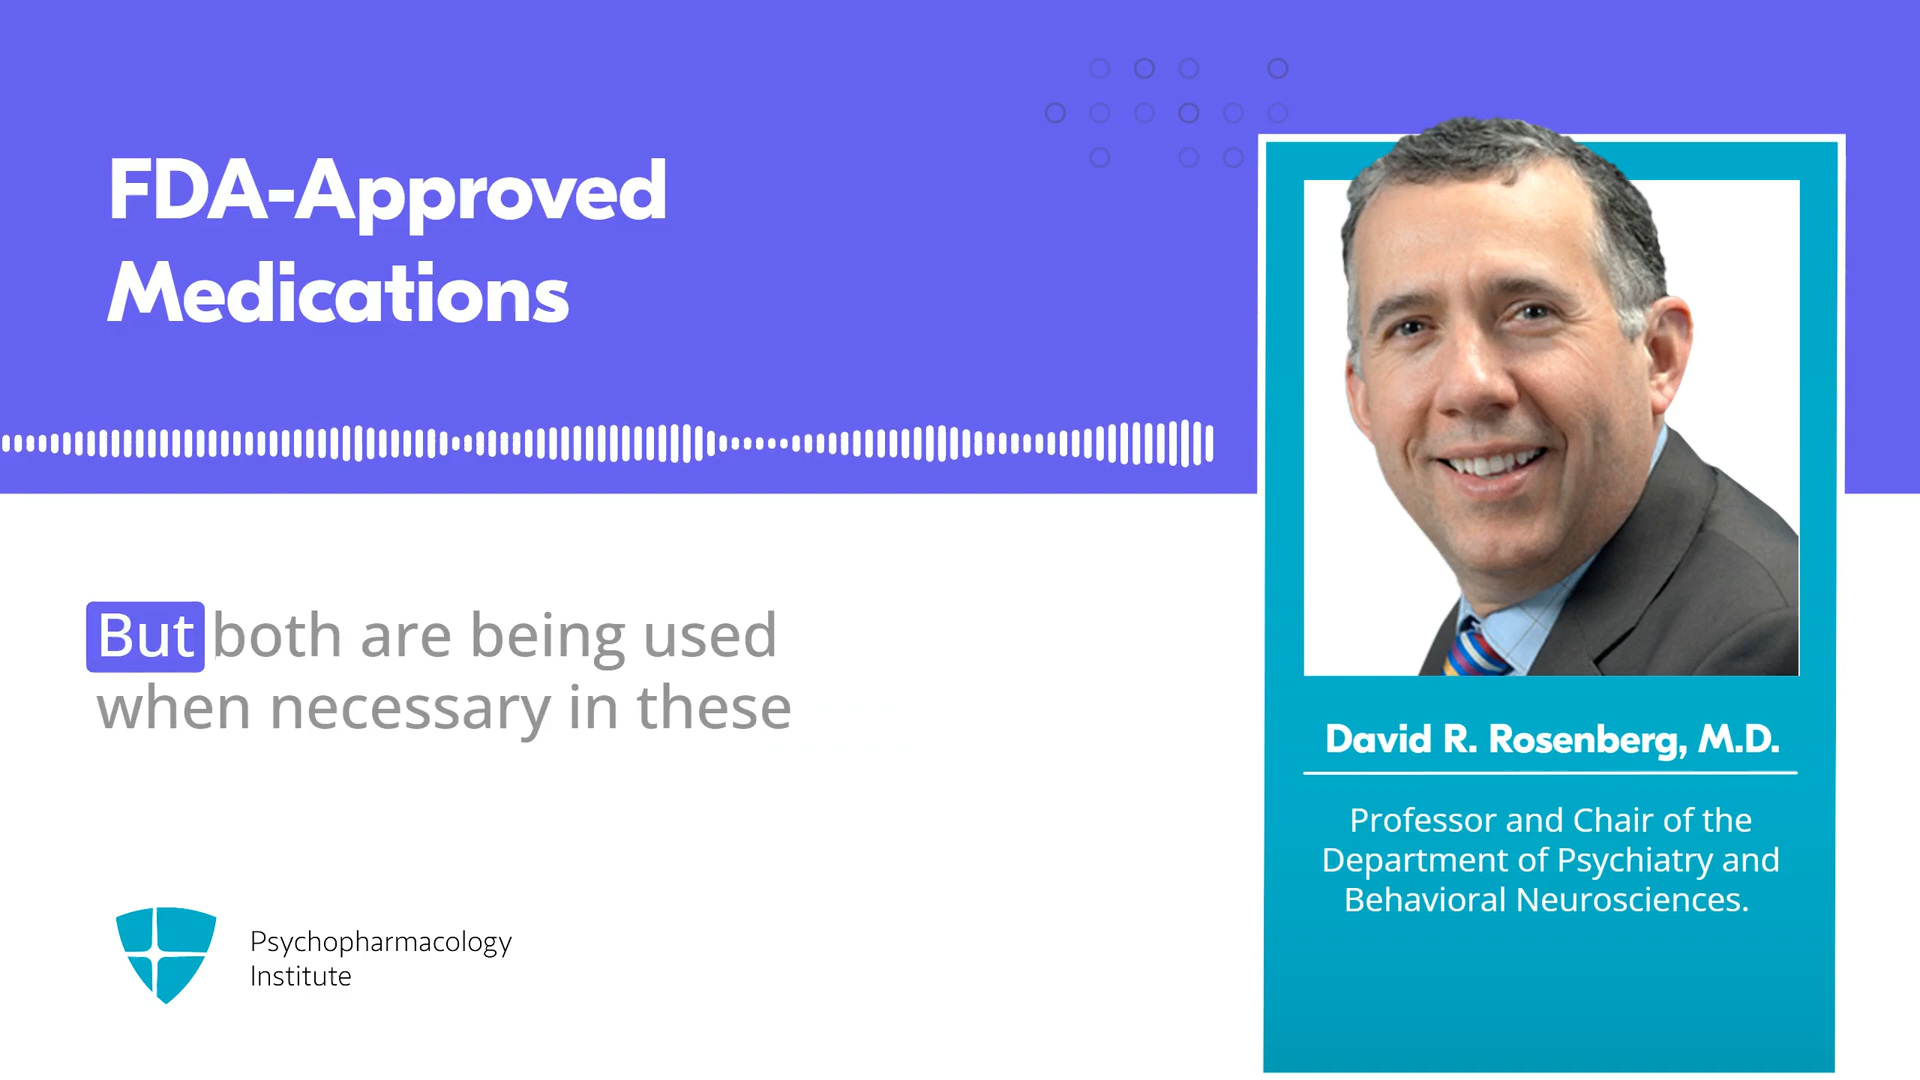 FDA-Approved
Medications
But both are being used
when necessary in these
Psychopharmacology
Institute
David R. Rosenberg, M.D.
Professor and Chair of the
Department of Psychiatry and
Behavioral Neurosciences.